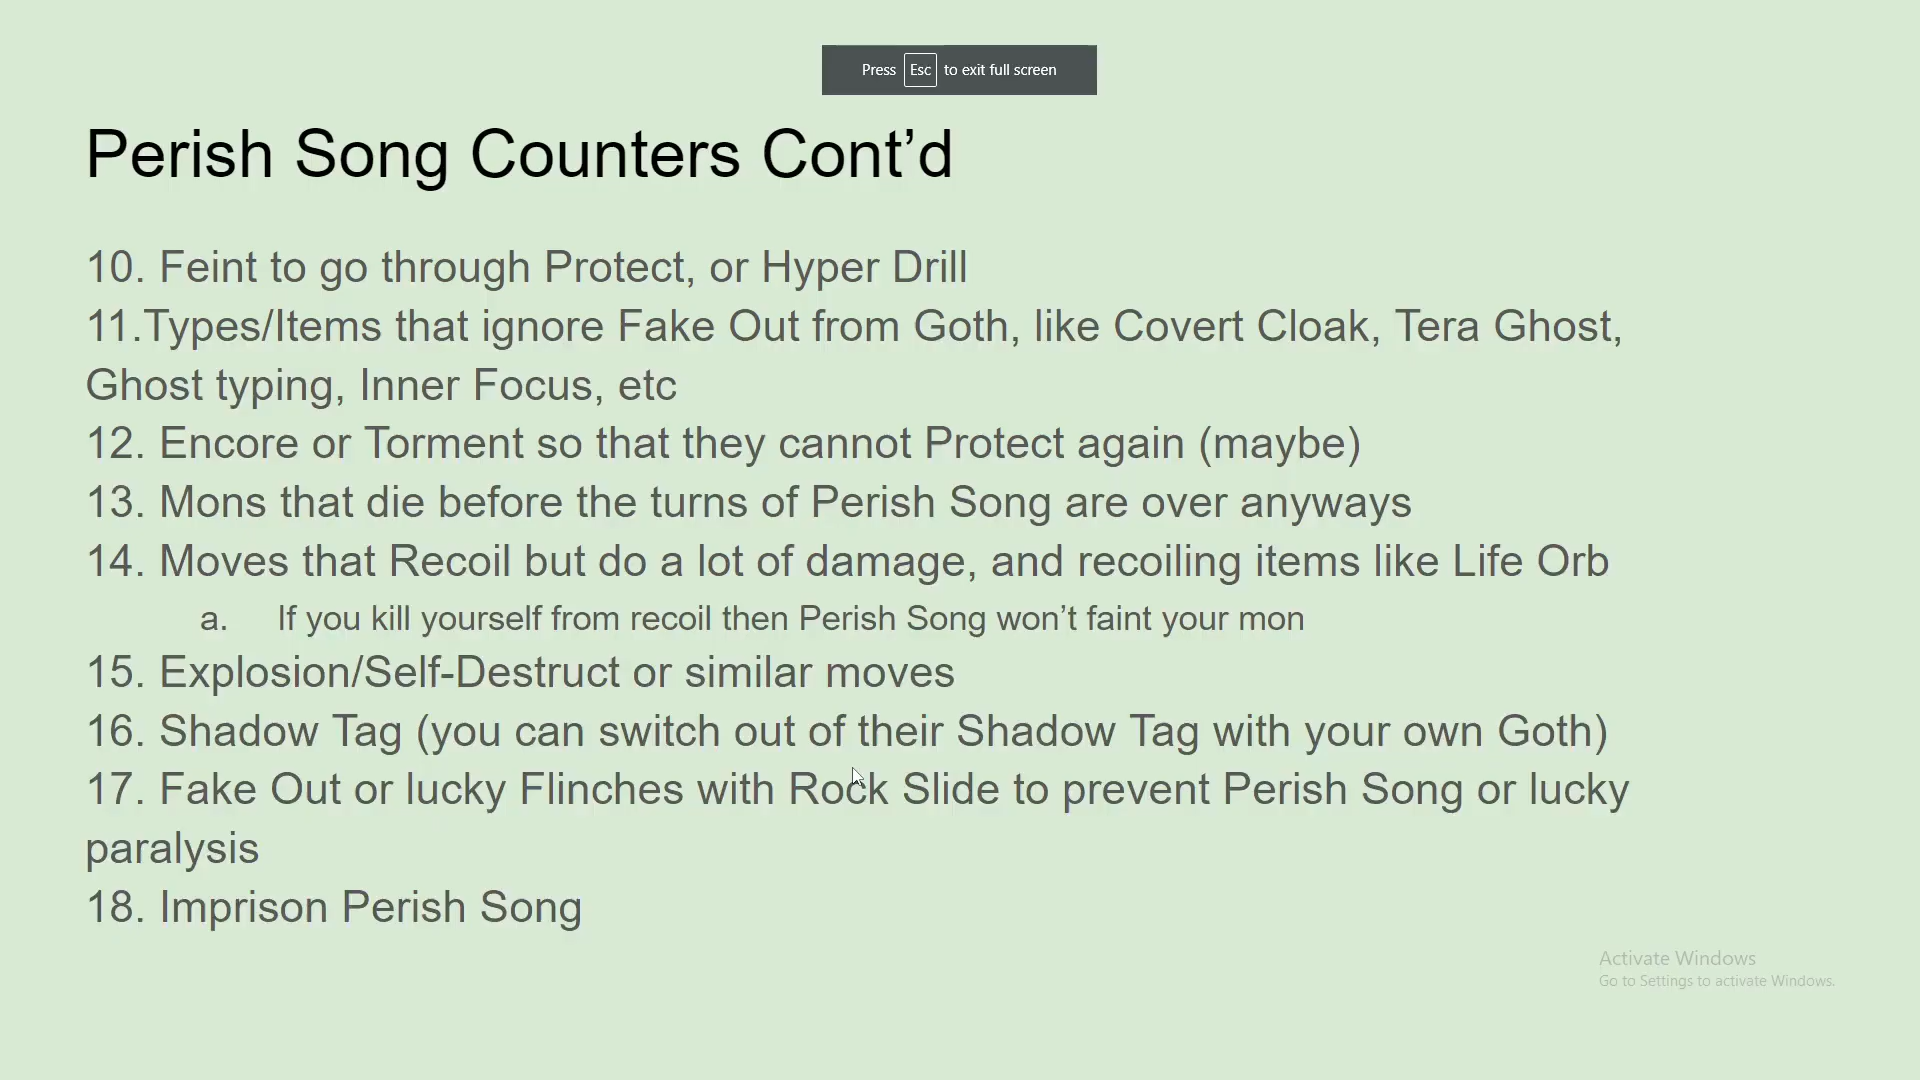 Press Esc to exit full screen
Perish Song Counters Cont’d
10. Feint to go through Protect, or Hyper Drill
11.Types/Items that ignore Fake Out from Goth, like Covert Cloak, Tera Ghost,
Ghost typing, Inner Focus, etc
12. Encore or Torment so that they cannot Protect again (maybe)
13. Mons that die before the turns of Perish Song are over anyways
14. Moves that Recoil but do a lot of damage, and recoiling items like Life Orb
a. If you kill yourself from recoil then Perish Song won’t faint your mon
15. Explosion/Self-Destruct or similar moves
16. Shadow Tag (you can switch out of their Shadow Tag with your own Goth)
17. Fake Out or lucky Flinches with Rock Slide to prevent Perish Song or lucky
paralysis
18. Imprison Perish Song
Activate Windows
Go to Settings to activate Windows.